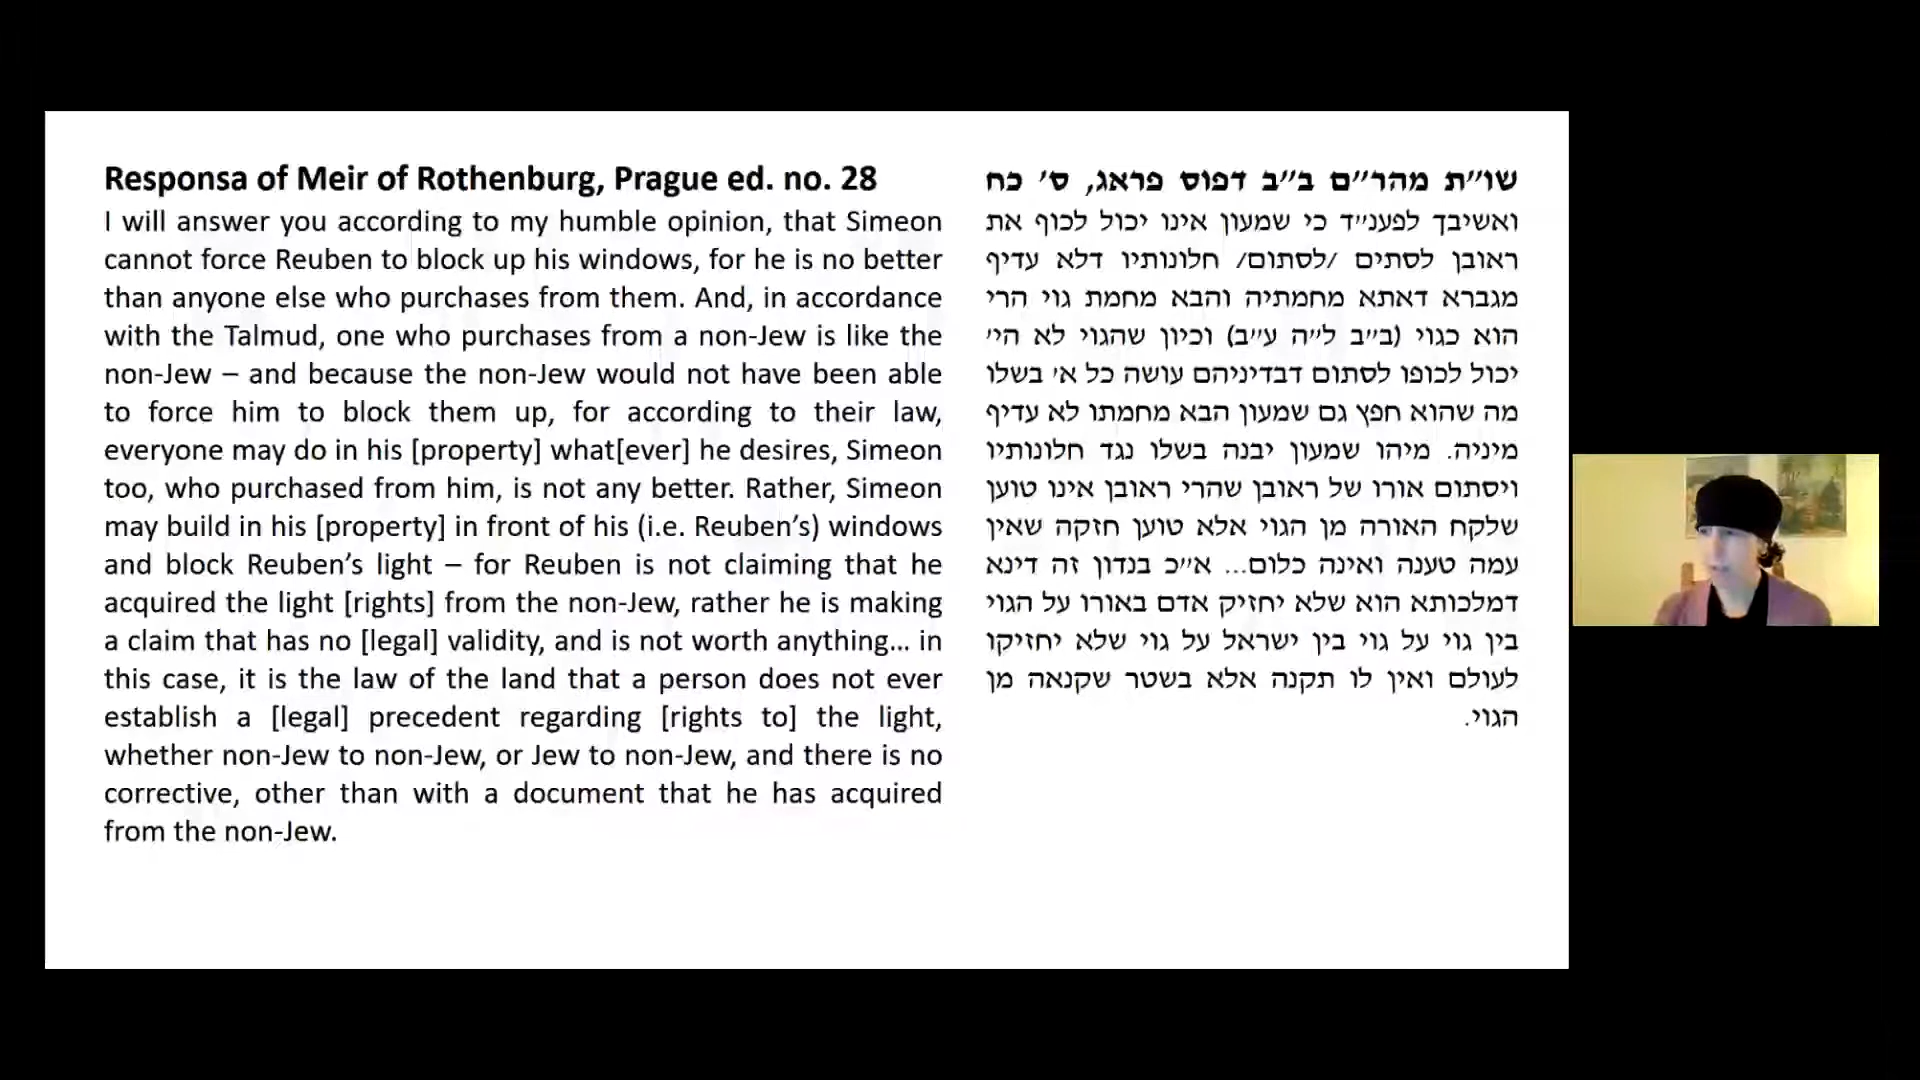 Responsa of Meir of Rothenburg, Prague ed. no. 28
I will answer you according to my humble opinion, that Simeon
cannot force Reuben to block up his windows, for he is no better
than anyone else who purchases from them. And, in accordance
with the Talmud, one who purchases from a non-Jew is like the
non-Jew – and because the non-Jew would not have been able
to force him to block them up, for according to their law,
everyone may do in his [property] what[ever] he desires, Simeon
too, who purchased from him, is not any better. Rather, Simeon
may build in his [property] in front of his (i.e. Reuben’s) windows
and block Reuben’s light – for Reuben is not claiming that he
acquired the light [rights] from the non-Jew, rather he is making
a claim that has no [legal] validity, and is not worth anything... in
this case, it is the law of the land that a person does not ever
establish a [legal] precedent regarding [rights to] the light,
whether non-Jew to non-Jew, or Jew to non-Jew, and there is no
corrective, other than with a document that he has acquired
from the non-Jew.
שו״ת מהר״ם ב״ב דפוס פראג, ס׳ כח
ואשיבך לפענ״ד כי שמעון אינו יכול לכוף את
ראובן לסתים /לסתום/ חלונותיו דלא עדיף
מגברא דאתא מחמתיה והבא מחמת גוי הרי
הוא כגוי (ב״ב ל״ה ע״ב) וכיון שהגוי לא הי׳
יכול לכופו לסתום דבדיניהם עושה כל א׳ בשלו
מה שהוא חפץ גם שמעון הבא מחמתו לא עדיף
מיניה. מיהו שמעון יבנה בשלו נגד חלונותיו
ויסתום אורו של ראובן שהרי ראובן אינו טוען
שלקח האורה מן הגוי אלא טוען חזקה שאין
עמה טענה ואינה כלום... א״כ בנדון זה דינא
דמלכותא הוא שלא יחזיק אדם באורו על הגוי
בין גוי על גוי בין ישראל על גוי שלא יחזיקו
לעולם ואין לו תקנה אלא בשטר שקנאה מן
הגוי.